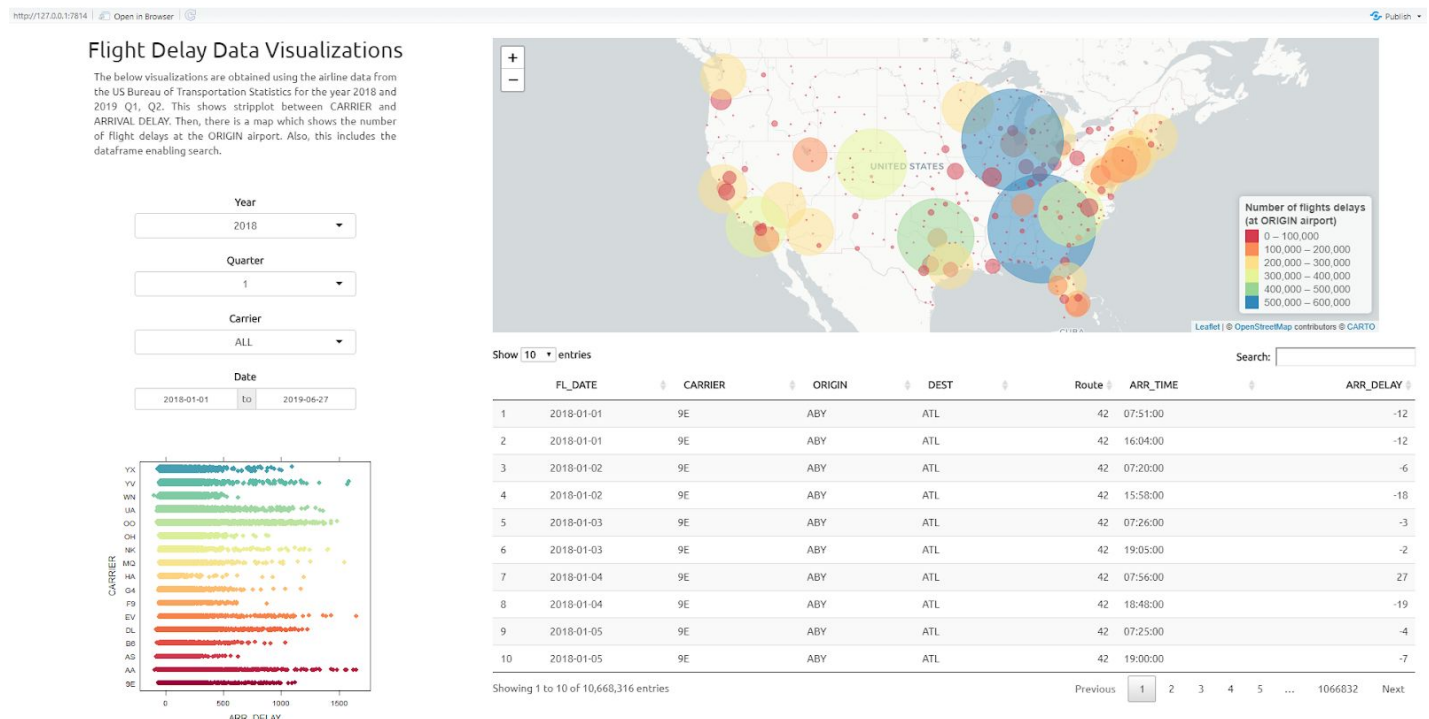 http://127.0.0.1:7814 Open in Browser Publish
Flight Delay Data Visualizations
The below visualizations are obtained using the airline data from
the US Bureau of Transportation Statistics for the year 2018 and
2019 Q1, Q2. This shows stripplot between CARRIER and
ARRIVAL DELAY. Then, there is a map which shows the number
of flight delays at the ORIGIN airport. Also, this includes the
dataframe enabling search.
Year
2018
Quarter
1
Carrier
ALL
Date
2018-01-01 to 2019-06-27
YX
YV
WN
UA
OO
OH
NK
MQ
HA
G4
F9
EV
DL
B6
AS
AA
9E
CARRIER
0 500 1000 1500
ARR_DELAY
+
−
UNITED STATES
CUBA
Number of flights delays
(at ORIGIN airport)
0 – 100,000
100,000 – 200,000
200,000 – 300,000
300,000 – 400,000
400,000 – 500,000
500,000 – 600,000
Leaflet | © OpenStreetMap contributors © CARTO
Show 10 entries Search:
FL_DATE CARRIER ORIGIN DEST Route ARR_TIME ARR_DELAY
1 2018-01-01 9E ABY ATL 42 07:51:00 -12
2 2018-01-01 9E ABY ATL 42 16:04:00 -12
3 2018-01-02 9E ABY ATL 42 07:20:00 -6
4 2018-01-02 9E ABY ATL 42 15:58:00 -18
5 2018-01-03 9E ABY ATL 42 07:26:00 -3
6 2018-01-03 9E ABY ATL 42 19:05:00 -2
7 2018-01-04 9E ABY ATL 42 07:56:00 27
8 2018-01-04 9E ABY ATL 42 18:48:00 -19
9 2018-01-05 9E ABY ATL 42 07:25:00 -4
10 2018-01-05 9E ABY ATL 42 19:00:00 -7
Showing 1 to 10 of 10,668,316 entries Previous 1 2 3 4 5 ... 1066832 Next